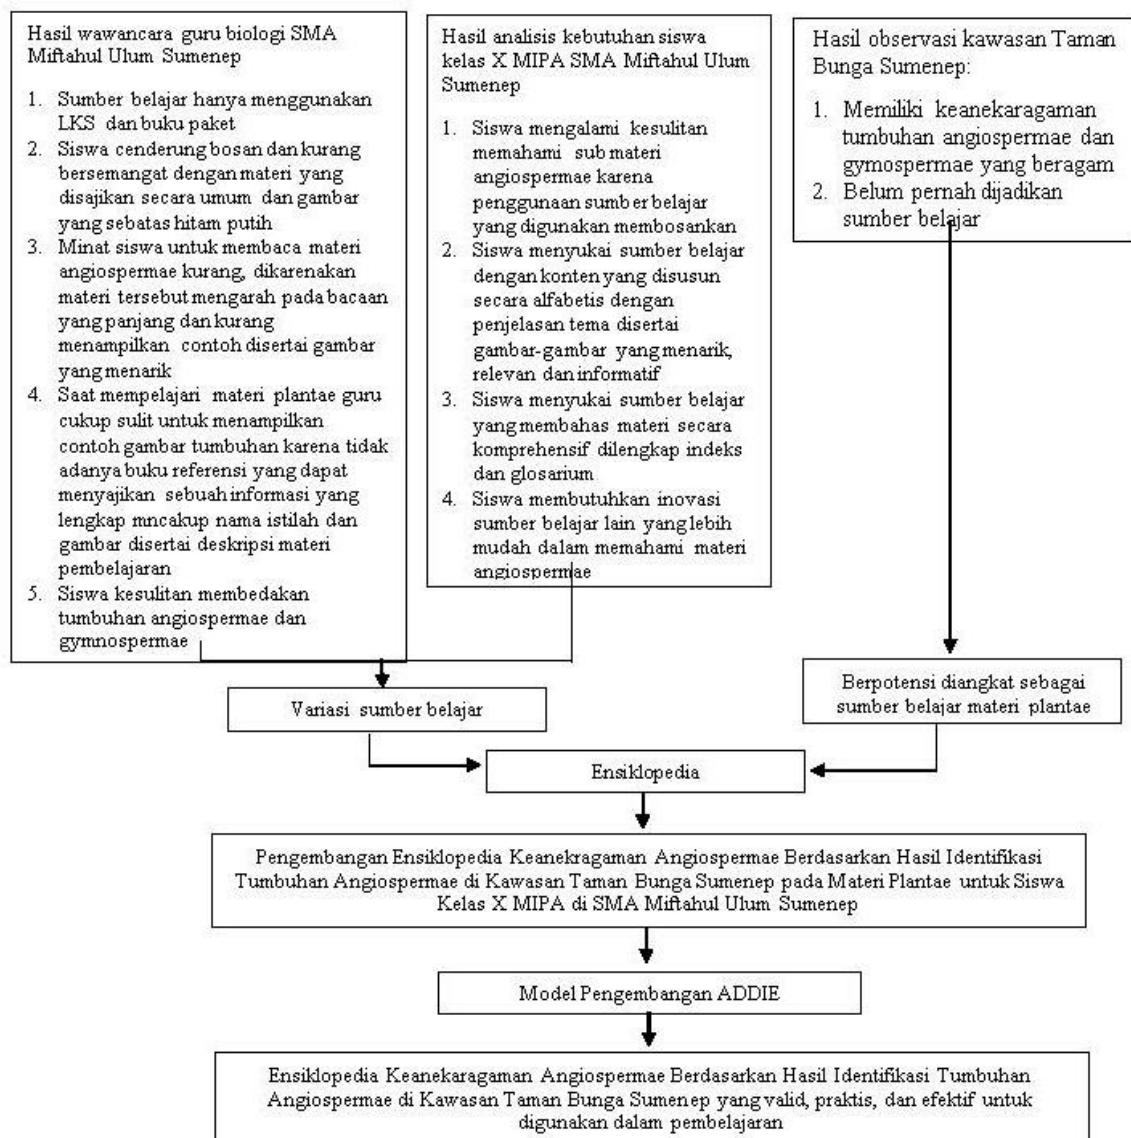 Hasil wawancara guru biologi SMA
Miftahul Ulum Sumenep
1. Sumber belajar hanya menggunakan
LKS dan buku paket
2. Siswa cenderung bosan dan kurang
bersemangat dengan materi yang
disajikan secara umum dan gambar
yang sebatas hitam putih
3. Minat siswa untuk membaca materi
angiospermae kurang, dikarenakan
materi tersebut mengarah pada bacaan
yang panjang dan kurang
menampilkan contoh disertai gambar
yang menarik
4. Saat mempelajari materi plantae guru
cukup sulit untuk menampilkan
contoh gambar tumbuhan karena tidak
adanya buku referensi yang dapat
menyajikan sebuah informasi yang
lengkap mncakup nama istilah dan
gambar disertai deskripsi materi
pembelajaran
5. Siswa kesulitan membedakan
tumbuhan angiospermae dan
gymnospermae
Hasil analisis kebutuhan siswa
kelas X MIPA SMA Miftahul Ulum
Sumenep
1. Siswa mengalami kesulitan
memahami sub materi
angiospermae karena
penggunaan sumber belajar
yang digunakan membosankan
2. Siswa menyukai sumber belajar
dengan konten yang disusun
secara alfabetis dengan
penjelasan tema disertai
gambar-gambar yang menarik,
relevan dan informatif
3. Siswa menyukai sumber belajar
yang membahas materi secara
komprehensif dilengkap indeks
dan glosarium
4. Siswa membutuhkan inovasi
sumber belajar lain yang lebih
mudah dalam memahami materi
angiospermae
Hasil observasi kawasan Taman
Bunga Sumenep:
1. Memiliki keanekaragaman
tumbuhan angiospermae dan
gymospermae yang beragam
2. Belum pernah dijadikan
sumber belajar
Variasi sumber belajar
Berpotensi diangkat sebagai
sumber belajar materi plantae
Ensiklopedia
Pengembangan Ensiklopedia Keanekragaman Angiospermae Berdasarkan Hasil Identifikasi
Tumbuhan Angiospermae di Kawasan Taman Bunga Sumenep pada Materi Plantae untuk Siswa
Kelas X MIPA di SMA Miftahul Ulum Sumenep
Model Pengembangan ADDIE
Ensiklopedia Keanekaragaman Angiospermae Berdasarkan Hasil Identifikasi Tumbuhan
Angiospermae di Kawasan Taman Bunga Sumenep yang valid, praktis, dan efektif untuk
digunakan dalam pembelajaran